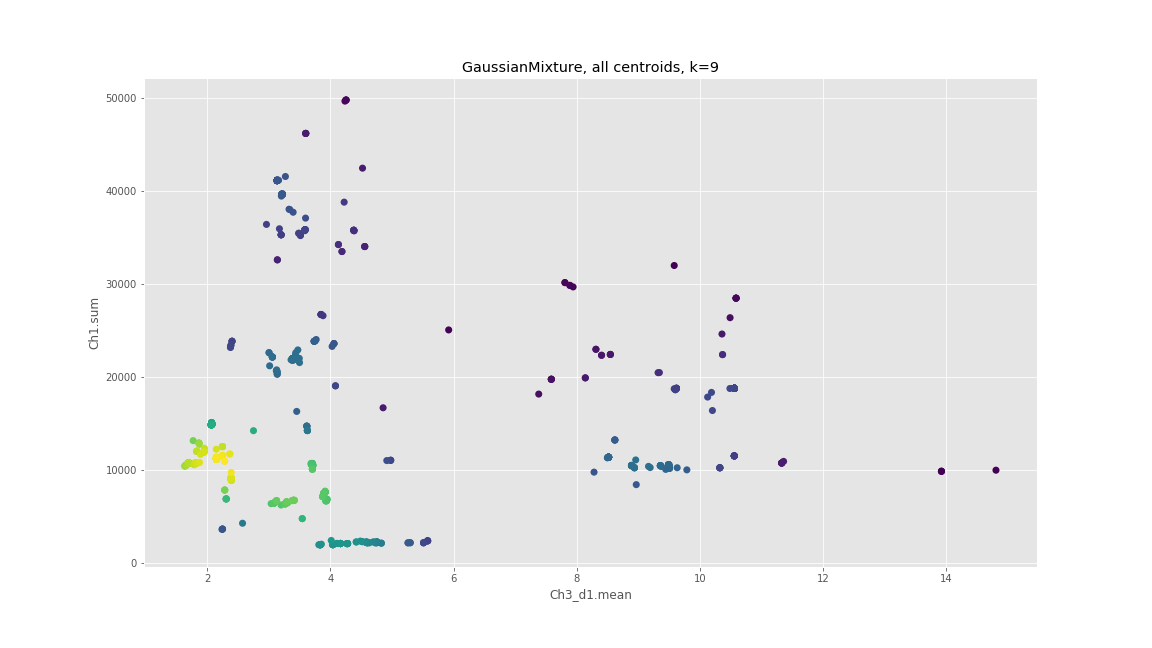 GaussianMixture, all centroids, k=9
50000
40000
30000
20000
10000
0
Ch1.sum
2 4 6 8 10 12 14
Ch3_d1.mean